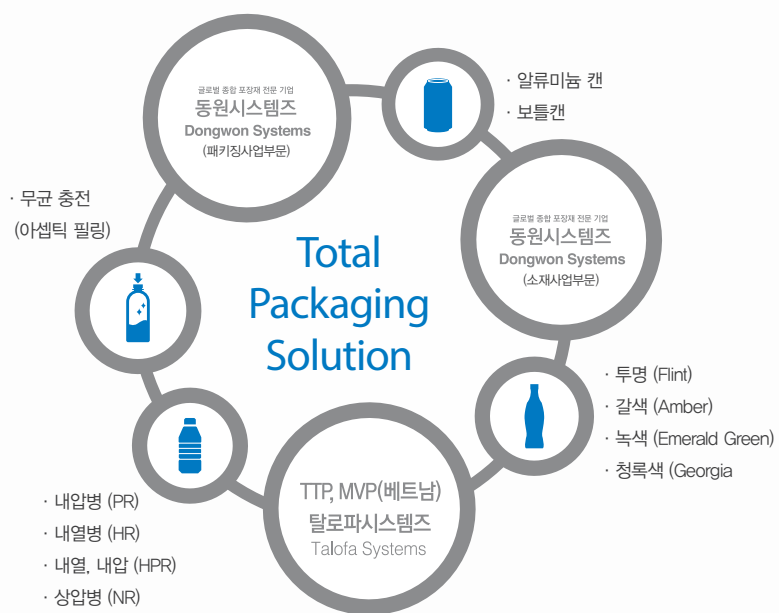 글로벌 종합 포장재 전문 기업
동원시스템즈
Dongwon Systems
(패키징사업부문)
· 알류미늄 캔
· 보틀캔
글로벌 종합 포장재 전문 기업
동원시스템즈
Dongwon Systems
(소재사업부문)
· 무균 충전
(아셉틱 필링)
Total
Packaging
Solution
· 투명 (Flint)
· 갈색 (Amber)
· 녹색 (Emerald Green)
· 청록색 (Georgia
TTP, MVP(베트남)
탈로파시스템즈
Talofa Systems
· 내압병 (PR)
· 내열병 (HR)
· 내열, 내압 (HPR)
· 상압병 (NR)